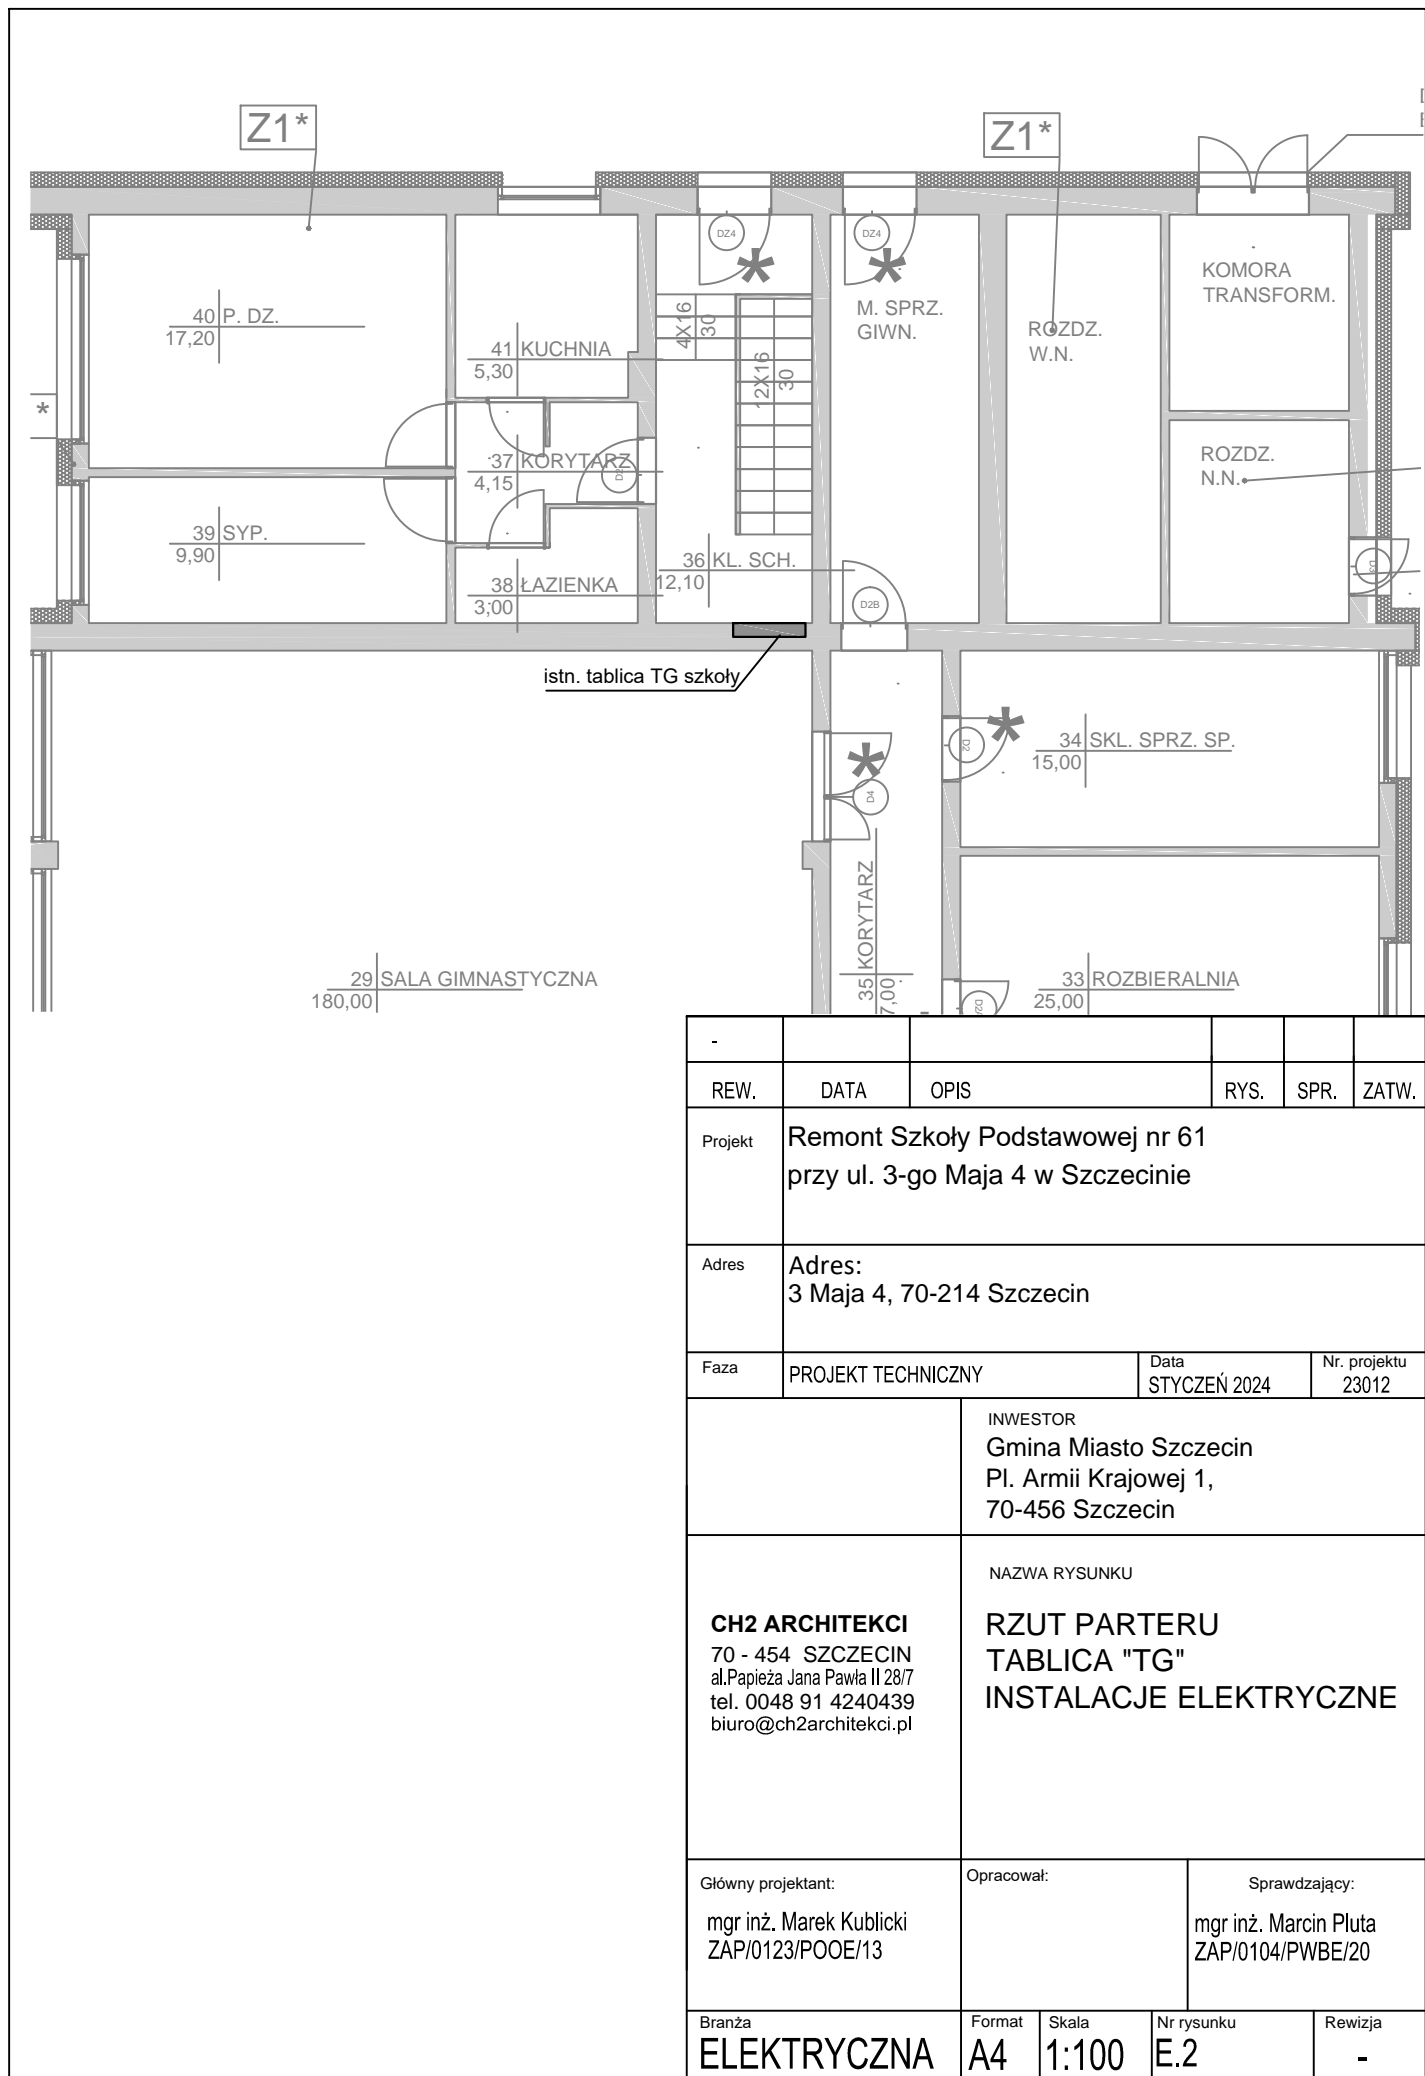 Z1*
Z1*
DZ4
DZ4
KOMORA
TRANSFORM.
40 P. DZ.
17,20
41 KUCHNIA
5,30
4X16
30
12X16
30
M. SPRZ.
GIWN.
ROZDZ.
W.N.
*
37 KORYTARZ
4,15
ROZDZ.
N.N.
39 SYP.
9,90
38 ŁAZIENKA
3,00
36 KL. SCH.
12,10
D2B
D3
istn. tablica TG szkoły
D2
34 SKL. SPRZ. SP.
15,00
D4
35 KORYTARZ
7,00
29 SALA GIMNASTYCZNA
180,00
33 ROZBIERALNIA
25,00
-
REW. DATA OPIS RYS. SPR. ZATW.
Projekt
Remont Szkoły Podstawowej nr 61
przy ul. 3-go Maja 4 w Szczecinie
Adres
Adres:
3 Maja 4, 70-214 Szczecin
Faza
PROJEKT TECHNICZNY
Data
STYCZEŃ 2024
Nr. projektu
23012
INWESTOR
Gmina Miasto Szczecin
Pl. Armii Krajowej 1,
70-456 Szczecin
CH2 ARCHITEKCI
70 - 454 SZCZECIN
al.Papieża Jana Pawła II 28/7
tel. 0048 91 4240439
biuro@ch2architekci.pl
NAZWA RYSUNKU
RZUT PARTERU
TABLICA "TG"
INSTALACJE ELEKTRYCZNE
Główny projektant:
mgr inż. Marek Kublicki
ZAP/0123/POOE/13
Opracował:
Sprawdzający:
mgr inż. Marcin Pluta
ZAP/0104/PWBE/20
Branża
ELEKTRYCZNA
Format
A4
Skala
1:100
Nr rysunku
E.2
Rewizja
-